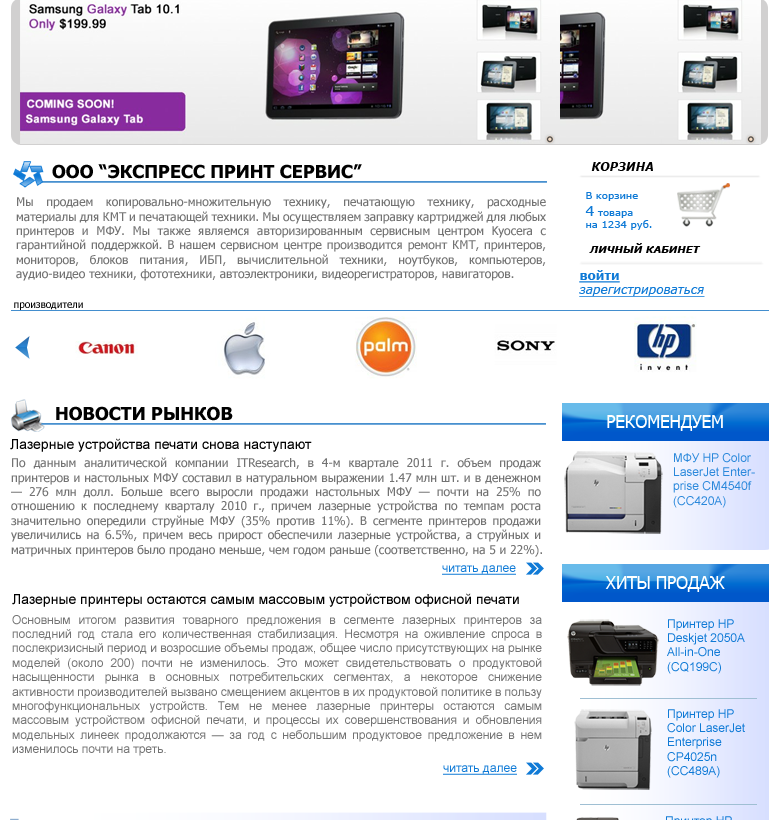 Samsung Galaxy Tab 10.1
Only $199.99
COMING SOON!
Samsung Galaxy Tab
ООО “ЭКСПРЕСС ПРИНТ СЕРВИС”
Мы продаем копировально-множительную технику, печатающую технику, расходные
материалы для КМТ и печатающей техники. Мы осуществляем заправку картриджей для любых
принтеров и МФУ. Мы также являемся авторизированным сервисным центром Kyocera с
гарантийной поддержкой. В нашем сервисном центре производится ремонт КМТ, принтеров,
мониторов, блоков питания, ИБП, вычислительной техники, ноутбуков, компьютеров,
аудио-видео техники, фототехники, автоэлектроники, видеорегистраторов, навигаторов.
КОРЗИНА
В корзине
4 товара
на 1234 руб.
ЛИЧНЫЙ КАБИНЕТ
войти
зарегистрироваться
производители
Canon
palm
SONY
hp
invent
НОВОСТИ РЫНКОВ
Лазерные устройства печати снова наступают
По данным аналитической компании ITResearch, в 4-м квартале 2011 г. объем продаж
принтеров и настольных МФУ составил в натуральном выражении 1.47 млн шт. и в денежном
— 276 млн долл. Больше всего выросли продажи настольных МФУ — почти на 25% по
отношению к последнему кварталу 2010 г., причем лазерные устройства по темпам роста
значительно опередили струйные МФУ (35% против 11%). В сегменте принтеров продажи
увеличились на 6.5%, причем весь прирост обеспечили лазерные устройства, а струйных и
матричных принтеров было продано меньше, чем годом раньше (соответственно, на 5 и 22%).
читать далее
Лазерные принтеры остаются самым массовым устройством офисной печати
Основным итогом развития товарного предложения в сегменте лазерных принтеров за
последний год стала его количественная стабилизация. Несмотря на оживление спроса в
послекризисный период и возросшие объемы продаж, общее число присутствующих на рынке
моделей (около 200) почти не изменилось. Это может свидетельствовать о продуктовой
насыщенности рынка в основных потребительских сегментах, а некоторое снижение
активности производителей вызвано смещением акцентов в их продуктовой политике в пользу
многофункциональных устройств. Тем не менее лазерные принтеры остаются самым
массовым устройством офисной печати, и процессы их совершенствования и обновления
модельных линеек продолжаются — за год с небольшим продуктовое предложение в нем
изменилось почти на треть.
читать далее
РЕКОМЕНДУЕМ
МФУ HP Color
LaserJet Enter-
prise CM4540f
(CC420A)
ХИТЫ ПРОДАЖ
Принтер HP
Deskjet 2050A
All-in-One
(CQ199C)
Принтер HP
Color LaserJet
Enterprise
CP4025n
(CC489A)
Принтер HP